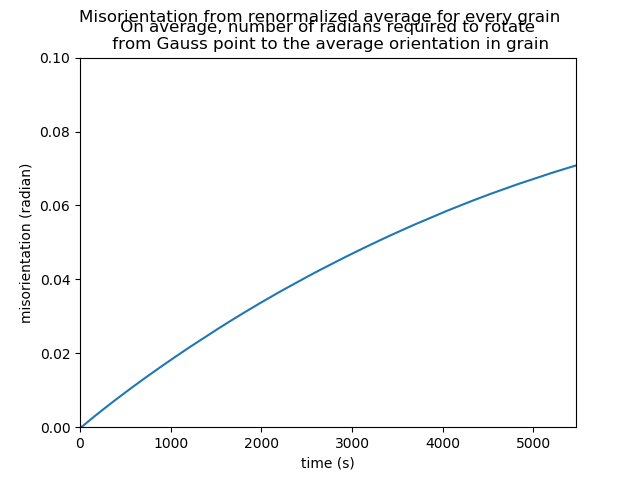 Misorientation from renormalized average for every grain
On average, number of radians required to rotate
from Gauss point to the average orientation in grain
0.10
0.08
0.06
0.04
0.02
0.00
misorientation (radian)
0 1000 2000 3000 4000 5000
time (s)